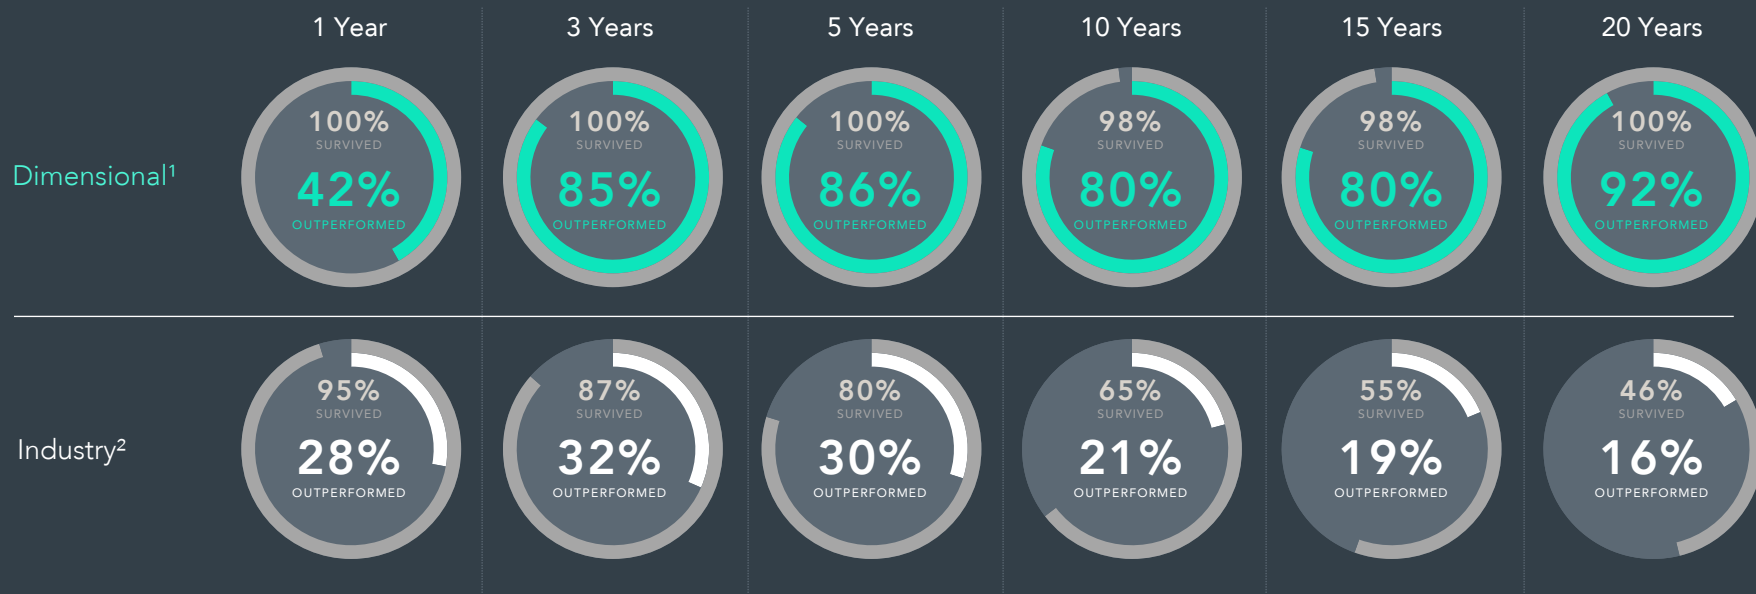 1 Year 3 Years 5 Years 10 Years 15 Years 20 Years
100% 100% 100% 98% 98% 100%
SURVIVED SURVIVED SURVIVED SURVIVED SURVIVED SURVIVED
Dimensional¹ 42% 85% 86% 80% 80% 92%
OUTPERFORMED OUTPERFORMED OUTPERFORMED OUTPERFORMED OUTPERFORMED OUTPERFORMED
95% 87% 80% 65% 55% 46%
SURVIVED SURVIVED SURVIVED SURVIVED SURVIVED SURVIVED
Industry² 28% 32% 30% 21% 19% 16%
OUTPERFORMED OUTPERFORMED OUTPERFORMED OUTPERFORMED OUTPERFORMED OUTPERFORMED